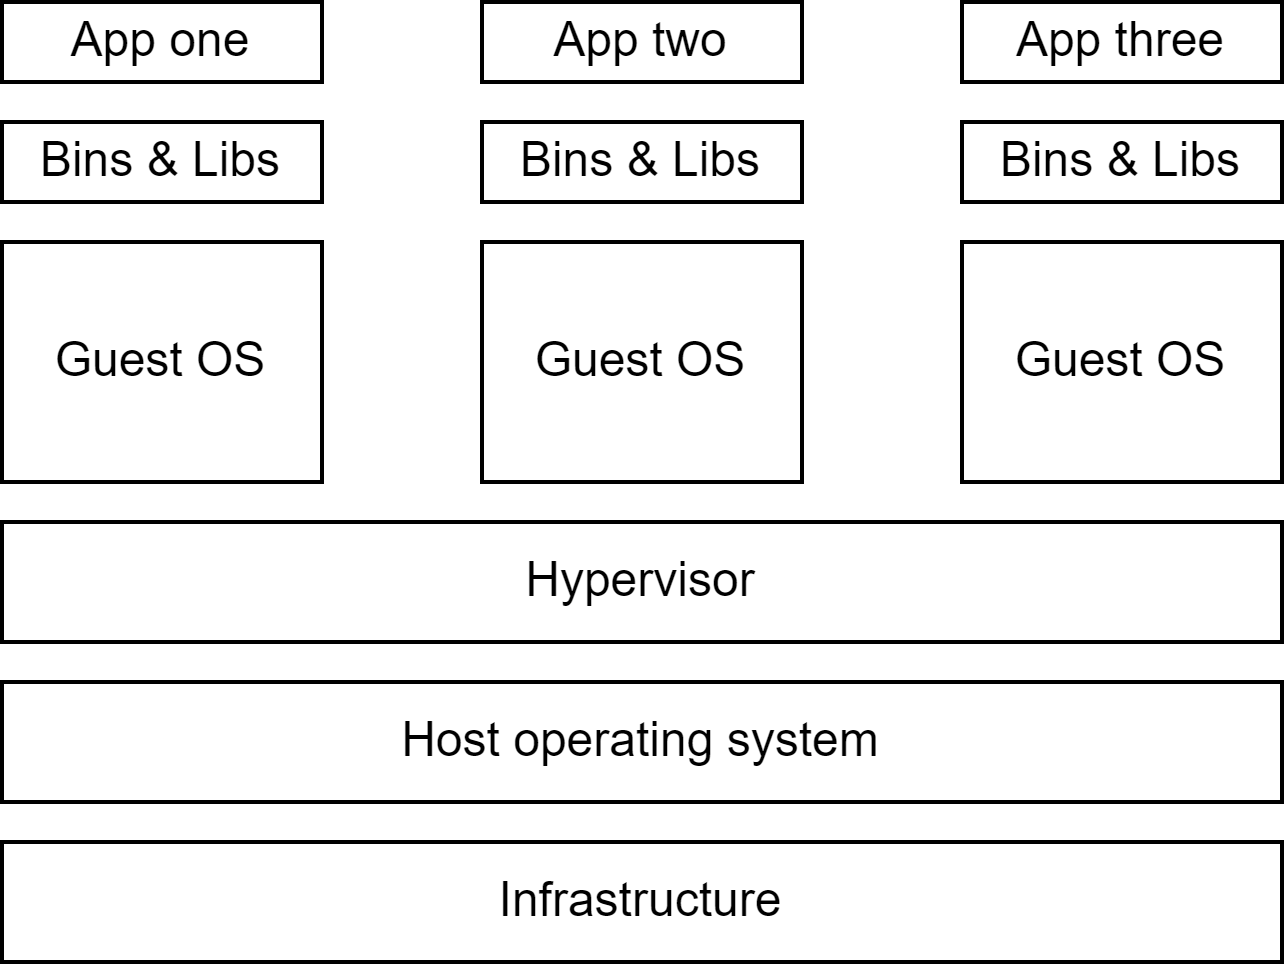 App one
App two
App three
Bins & Libs
Bins & Libs
Bins & Libs
Guest OS
Guest OS
Guest OS
Hypervisor
Host operating system
Infrastructure